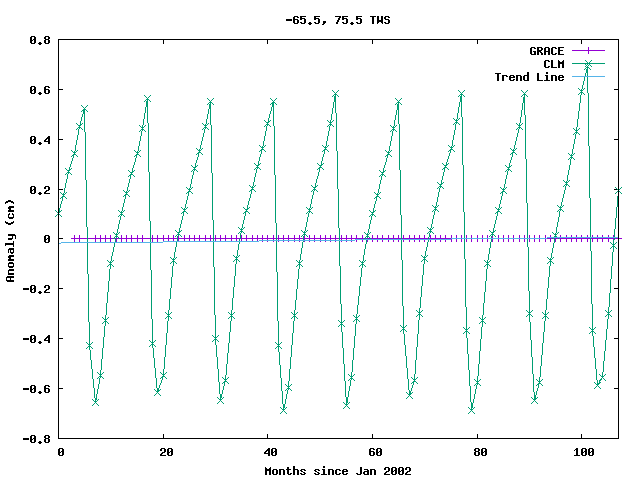 -65.5, 75.5 TWS
GRACE
CLM
Trend Line
0.8
0.6
0.4
0.2
0
-0.2
-0.4
-0.6
-0.8
Anomaly (cm)
0 20 40 60 80 100
Months since Jan 2002